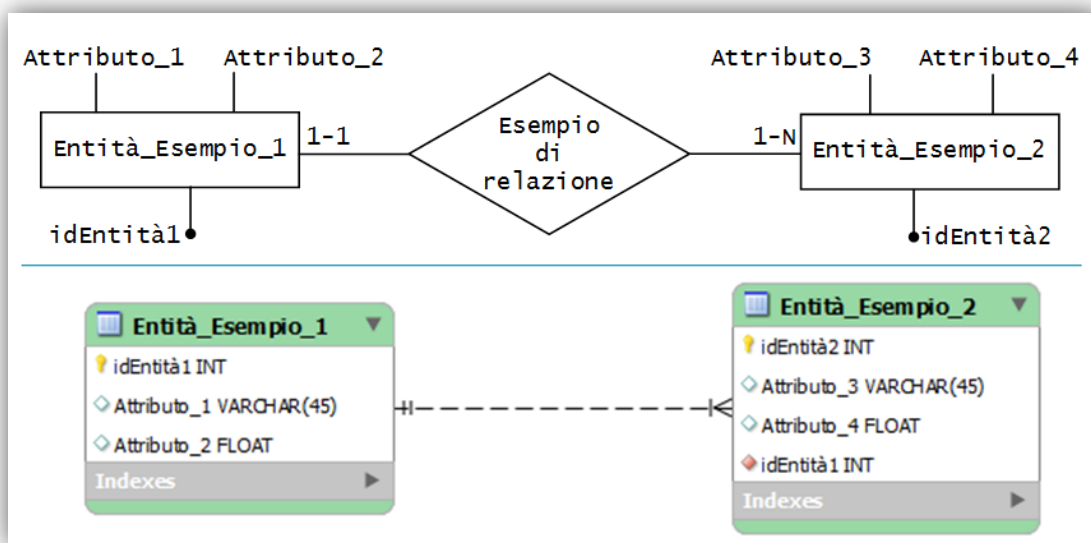 Attributo_1 Attributo_2
Attributo_3 Attributo_4
Entità_Esempio_1
1-1
Esempio
di
relazione
1-N
Entità_Esempio_2
idEntità1
idEntità2
Entità_Esempio_1
idEntità1 INT
Attributo_1 VARCHAR(45)
Attributo_2 FLOAT
Indexes
Entità_Esempio_2
idEntità2 INT
Attributo_3 VARCHAR(45)
Attributo_4 FLOAT
idEntità1 INT
Indexes